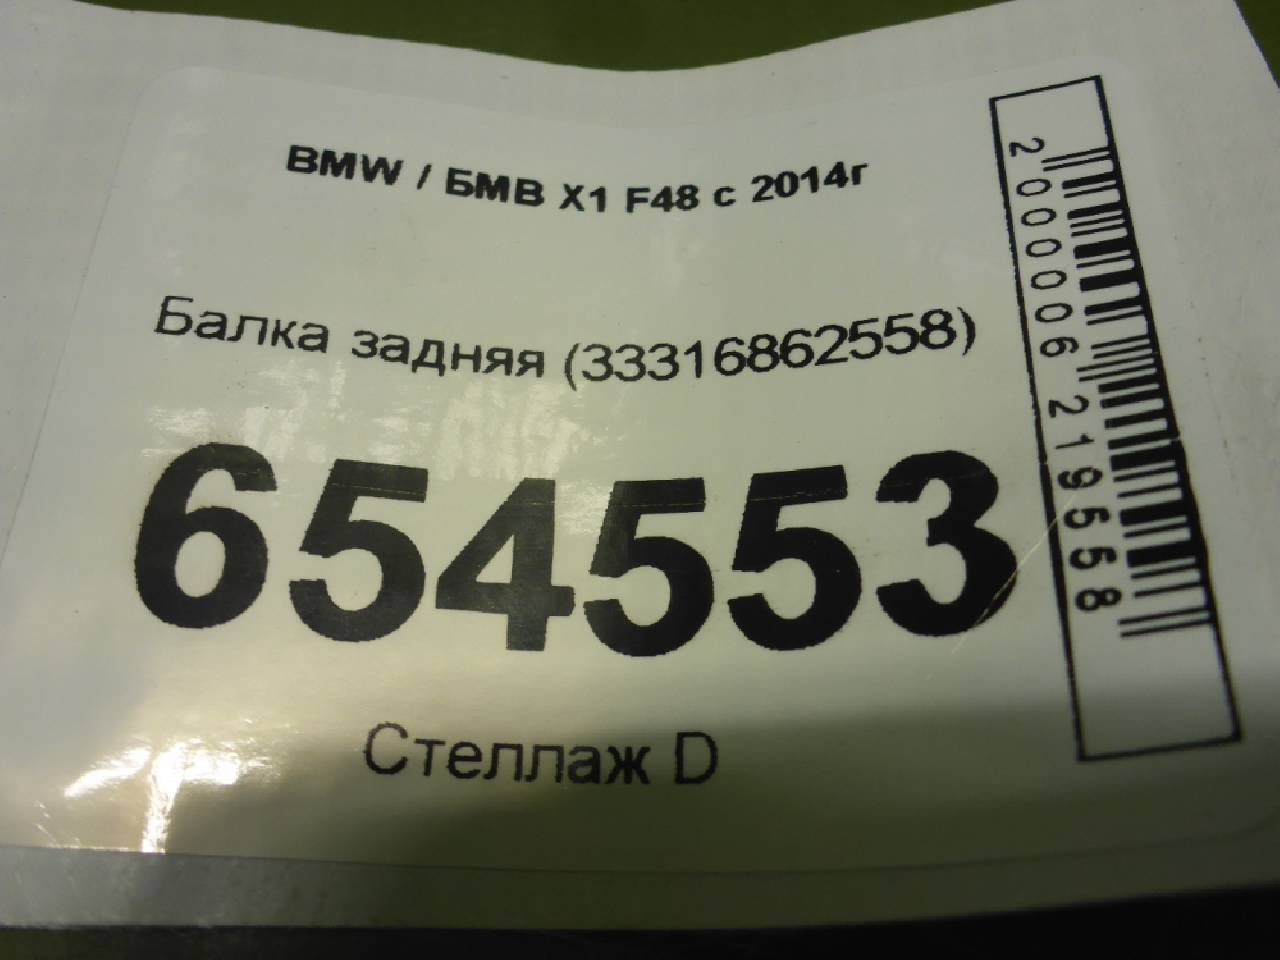 BMW / БМВ X1 F48 с 2014г
Балка задняя (33316862558)
654553
Стеллаж D
2000006219558